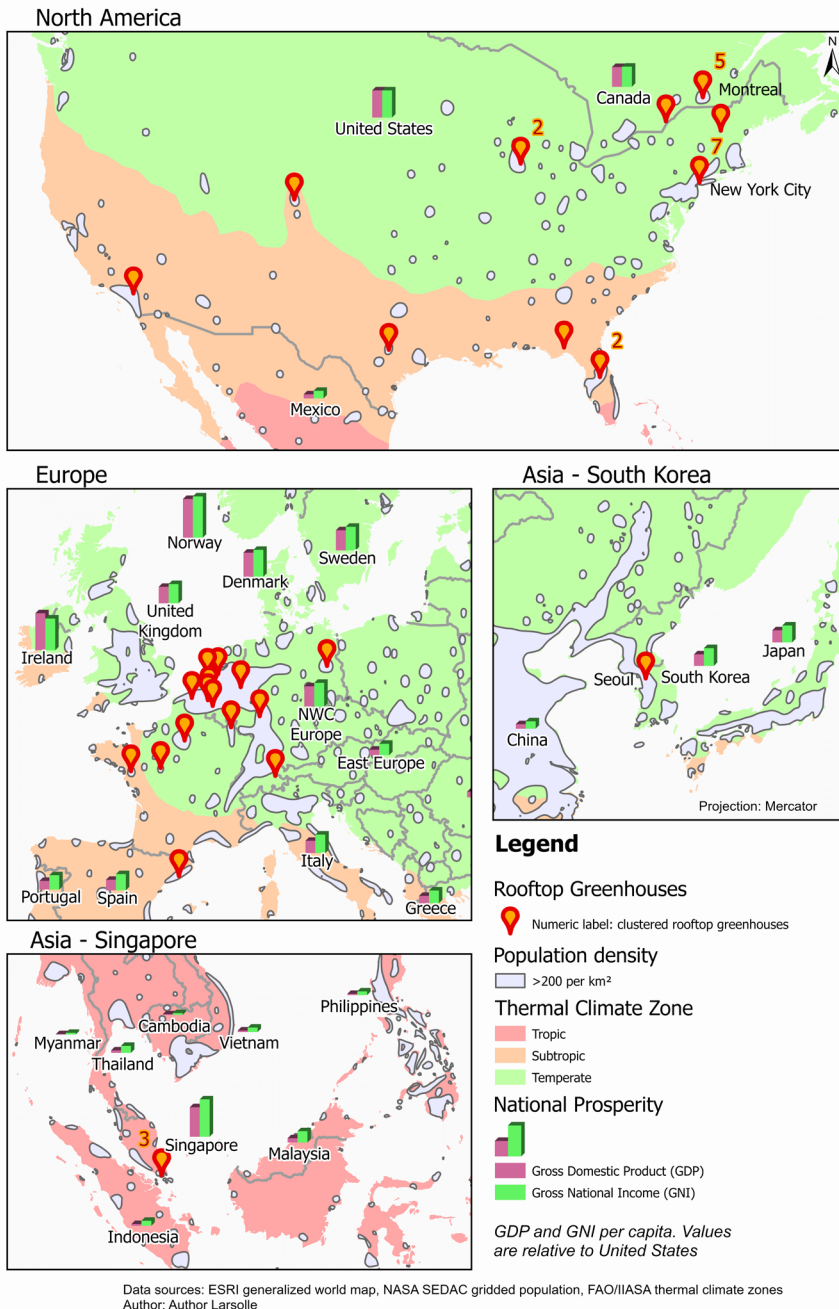 North America
N
5
Canada
Montreal
United States
2
7
New York City
2
Mexico
Europe
Norway
Sweden
Denmark
United
Kingdom
Ireland
NWC
Europe
East Europe
Italy
Portugal
Spain
Greece
Asia - South Korea
Japan
Seoul
South Korea
China
Projection: Mercator
Asia - Singapore
Philippines
Cambodia
Myanmar
Vietnam
Thailand
3
Singapore
Malaysia
Indonesia
Legend
Rooftop Greenhouses
Numeric label: clustered rooftop greenhouses
Population density
>200 per km²
Thermal Climate Zone
Tropic
Subtropic
Temperate
National Prosperity
Gross Domestic Product (GDP)
Gross National Income (GNI)
GDP and GNI per capita. Values
are relative to United States
Data sources: ESRI generalized world map, NASA SEDAC gridded population, FAO/IIASA thermal climate zones
Author: Author Larsolle